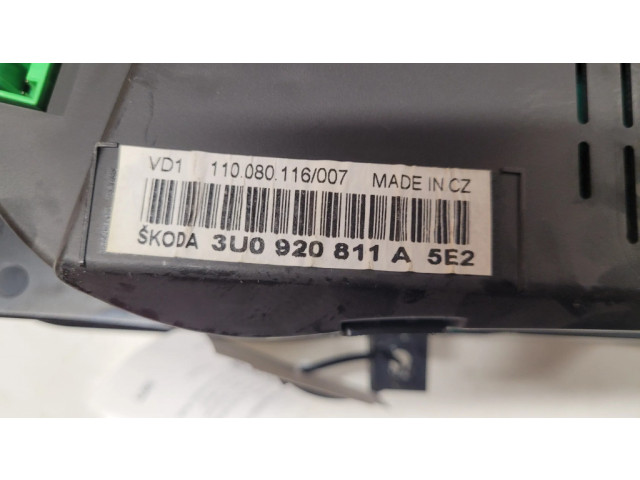 VD1 110.080.116/007 MADE IN CZ
ŠKODA 3U0 920 811 A 5E2